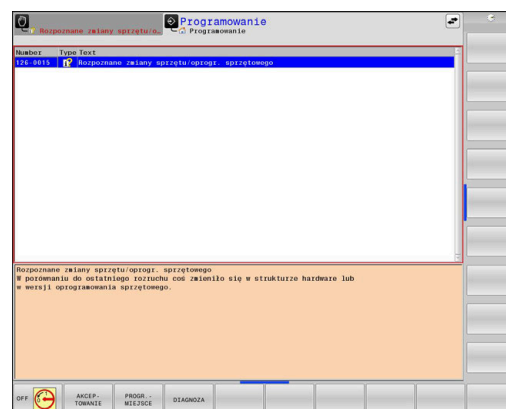 Programowanie
Rozpoznane zmiany sprzętu/o…
Programowanie
Number Type Text
126-0015 Rozpoznane zmiany sprzętu/oprogr. sprzętowego
Rozpoznane zmiany sprzętu/oprogr. sprzętowego
W porównaniu do ostatniego rozruchu coś zmieniło się w strukturze hardware lub
w wersji oprogramowania sprzętowego.
OFF
AKCEP-
TOWANIE
PROGR.-
MIEJSCE
DIAGNOZA